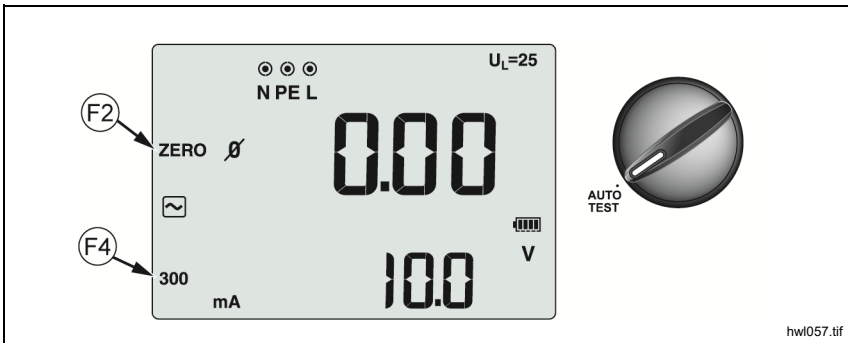 U_L=25
N PE L
F2
ZERO Ø
0.00
AUTO
TEST
F4
V
300
mA
10.0
hwl057.tif